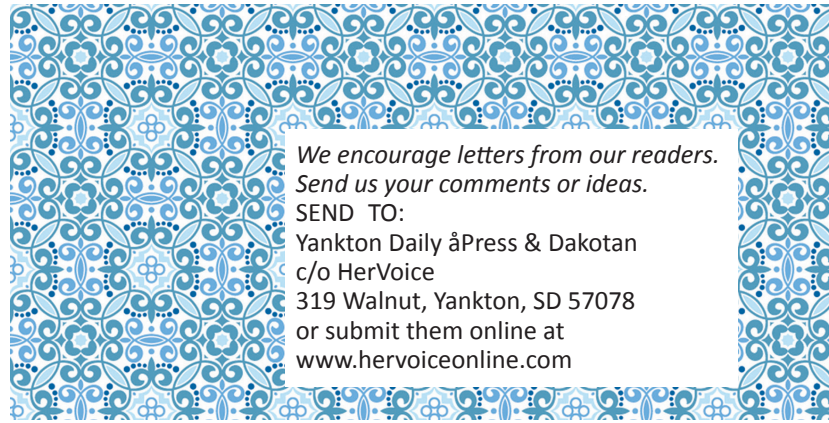 We encourage letters from our readers.
Send us your comments or ideas.
SEND TO:
Yankton Daily åPress & Dakotan
c/o HerVoice
319 Walnut, Yankton, SD 57078
or submit them online at
www.hervoiceonline.com